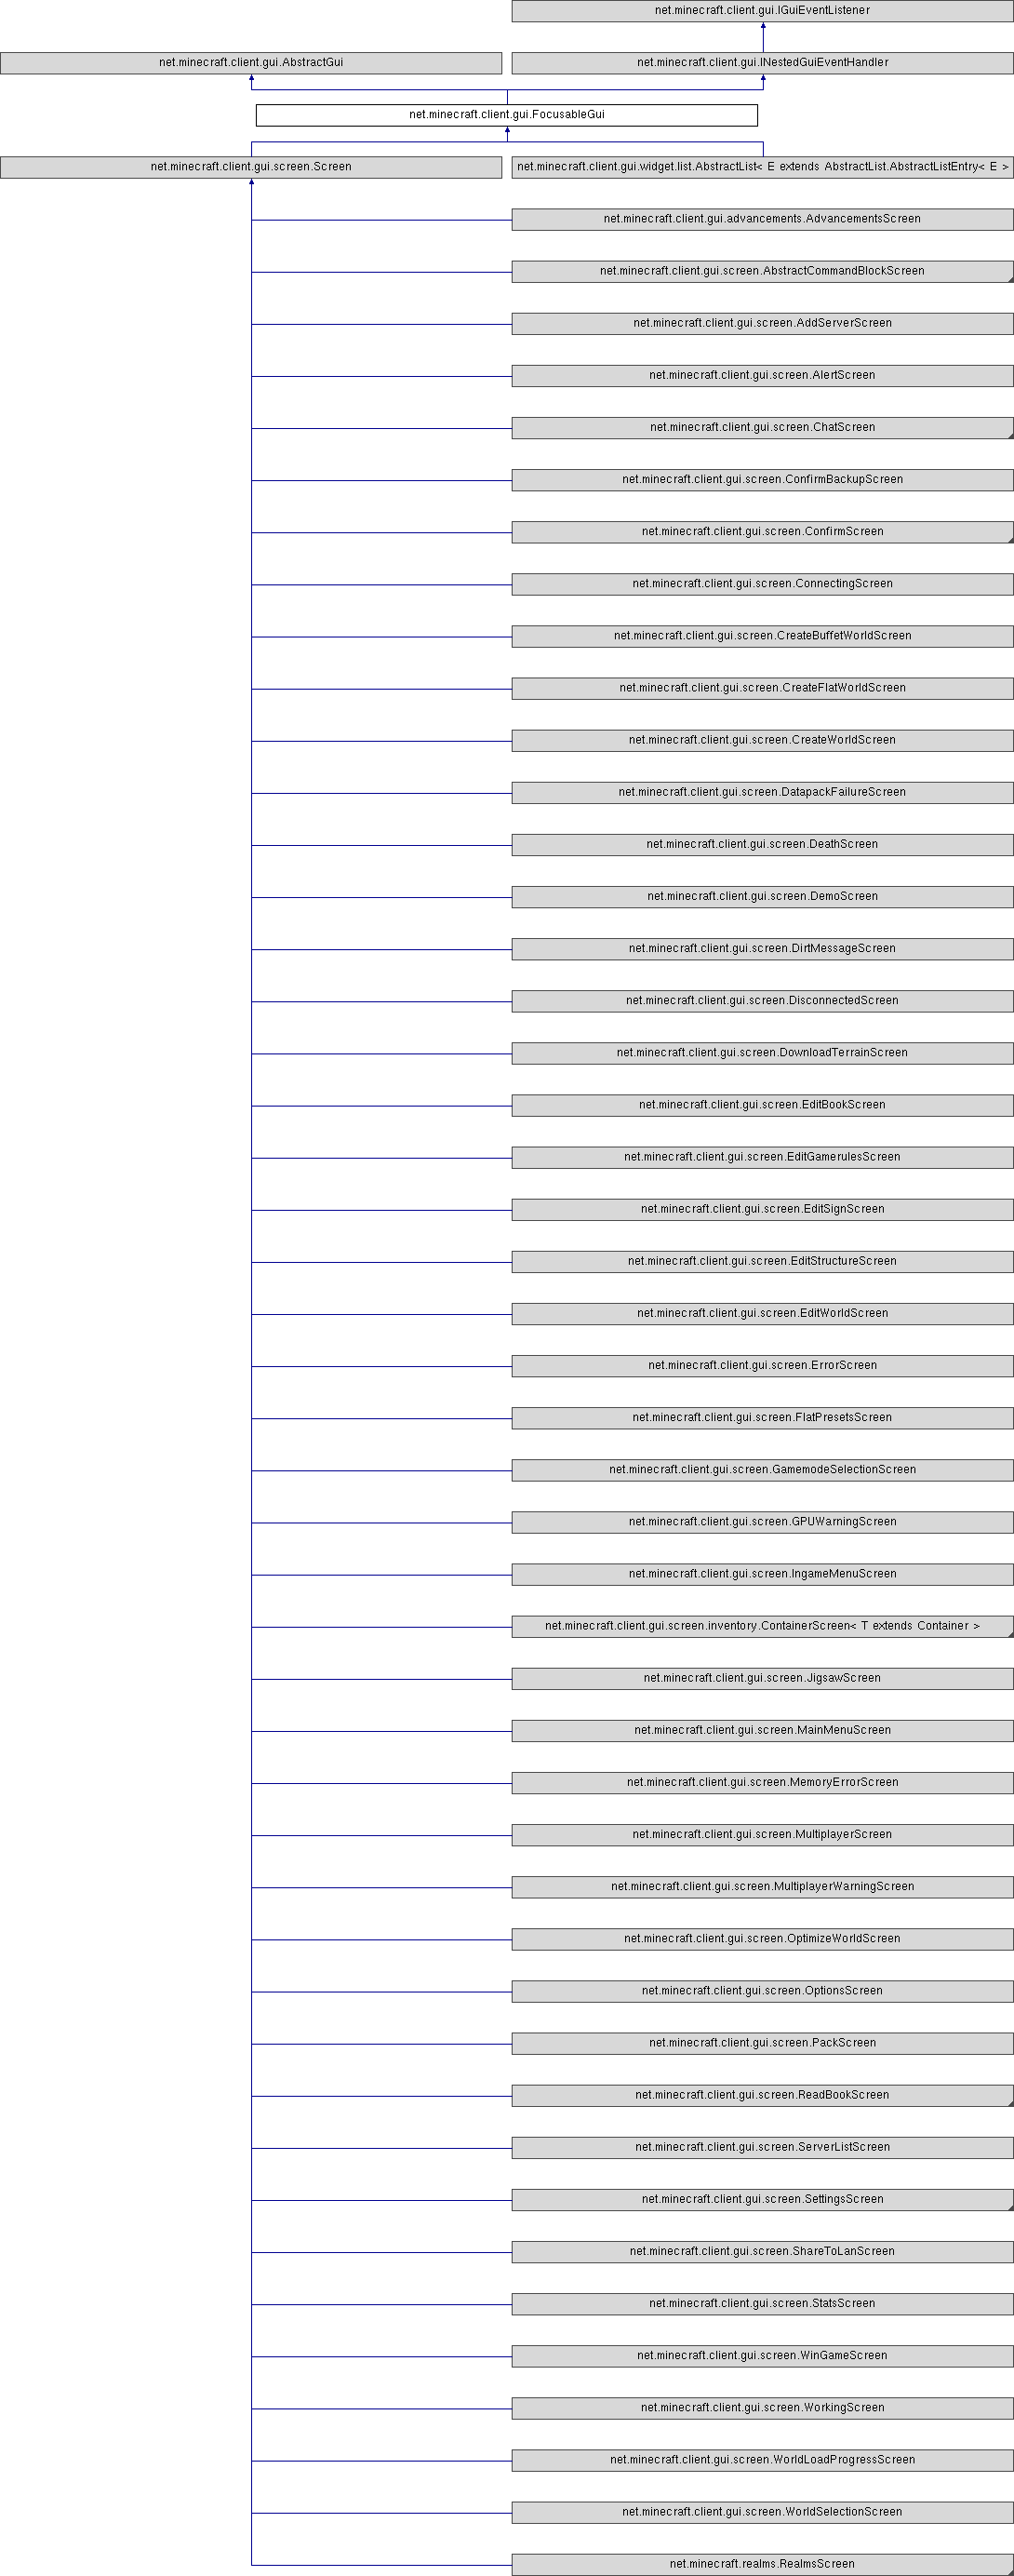 net.minecraft.client.gui.IGuiEventListener
net.minecraft.client.gui.AbstractGui
net.minecraft.client.gui.INestedGuiEventHandler
net.minecraft.client.gui.FocusableGui
net.minecraft.client.gui.screen.Screen
net.minecraft.client.gui.widget.list.AbstractList< E extends AbstractList.AbstractListEntry< E >
net.minecraft.client.gui.advancements.AdvancementsScreen
net.minecraft.client.gui.screen.AbstractCommandBlockScreen
net.minecraft.client.gui.screen.AddServerScreen
net.minecraft.client.gui.screen.AlertScreen
net.minecraft.client.gui.screen.ChatScreen
net.minecraft.client.gui.screen.ConfirmBackupScreen
net.minecraft.client.gui.screen.ConfirmScreen
net.minecraft.client.gui.screen.ConnectingScreen
net.minecraft.client.gui.screen.CreateBuffetWorldScreen
net.minecraft.client.gui.screen.CreateFlatWorldScreen
net.minecraft.client.gui.screen.CreateWorldScreen
net.minecraft.client.gui.screen.DatapackFailureScreen
net.minecraft.client.gui.screen.DeathScreen
net.minecraft.client.gui.screen.DemoScreen
net.minecraft.client.gui.screen.DirtMessageScreen
net.minecraft.client.gui.screen.DisconnectedScreen
net.minecraft.client.gui.screen.DownloadTerrainScreen
net.minecraft.client.gui.screen.EditBookScreen
net.minecraft.client.gui.screen.EditGamerulesScreen
net.minecraft.client.gui.screen.EditSignScreen
net.minecraft.client.gui.screen.EditStructureScreen
net.minecraft.client.gui.screen.EditWorldScreen
net.minecraft.client.gui.screen.ErrorScreen
net.minecraft.client.gui.screen.FlatPresetsScreen
net.minecraft.client.gui.screen.GamemodeSelectionScreen
net.minecraft.client.gui.screen.GPUWarningScreen
net.minecraft.client.gui.screen.IngameMenuScreen
net.minecraft.client.gui.screen.inventory.ContainerScreen< T extends Container >
net.minecraft.client.gui.screen.JigsawScreen
net.minecraft.client.gui.screen.MainMenuScreen
net.minecraft.client.gui.screen.MemoryErrorScreen
net.minecraft.client.gui.screen.MultiplayerScreen
net.minecraft.client.gui.screen.MultiplayerWarningScreen
net.minecraft.client.gui.screen.OptimizeWorldScreen
net.minecraft.client.gui.screen.OptionsScreen
net.minecraft.client.gui.screen.PackScreen
net.minecraft.client.gui.screen.ReadBookScreen
net.minecraft.client.gui.screen.ServerListScreen
net.minecraft.client.gui.screen.SettingsScreen
net.minecraft.client.gui.screen.ShareToLanScreen
net.minecraft.client.gui.screen.StatsScreen
net.minecraft.client.gui.screen.WinGameScreen
net.minecraft.client.gui.screen.WorkingScreen
net.minecraft.client.gui.screen.WorldLoadProgressScreen
net.minecraft.client.gui.screen.WorldSelectionScreen
net.minecraft.realms.RealmsScreen